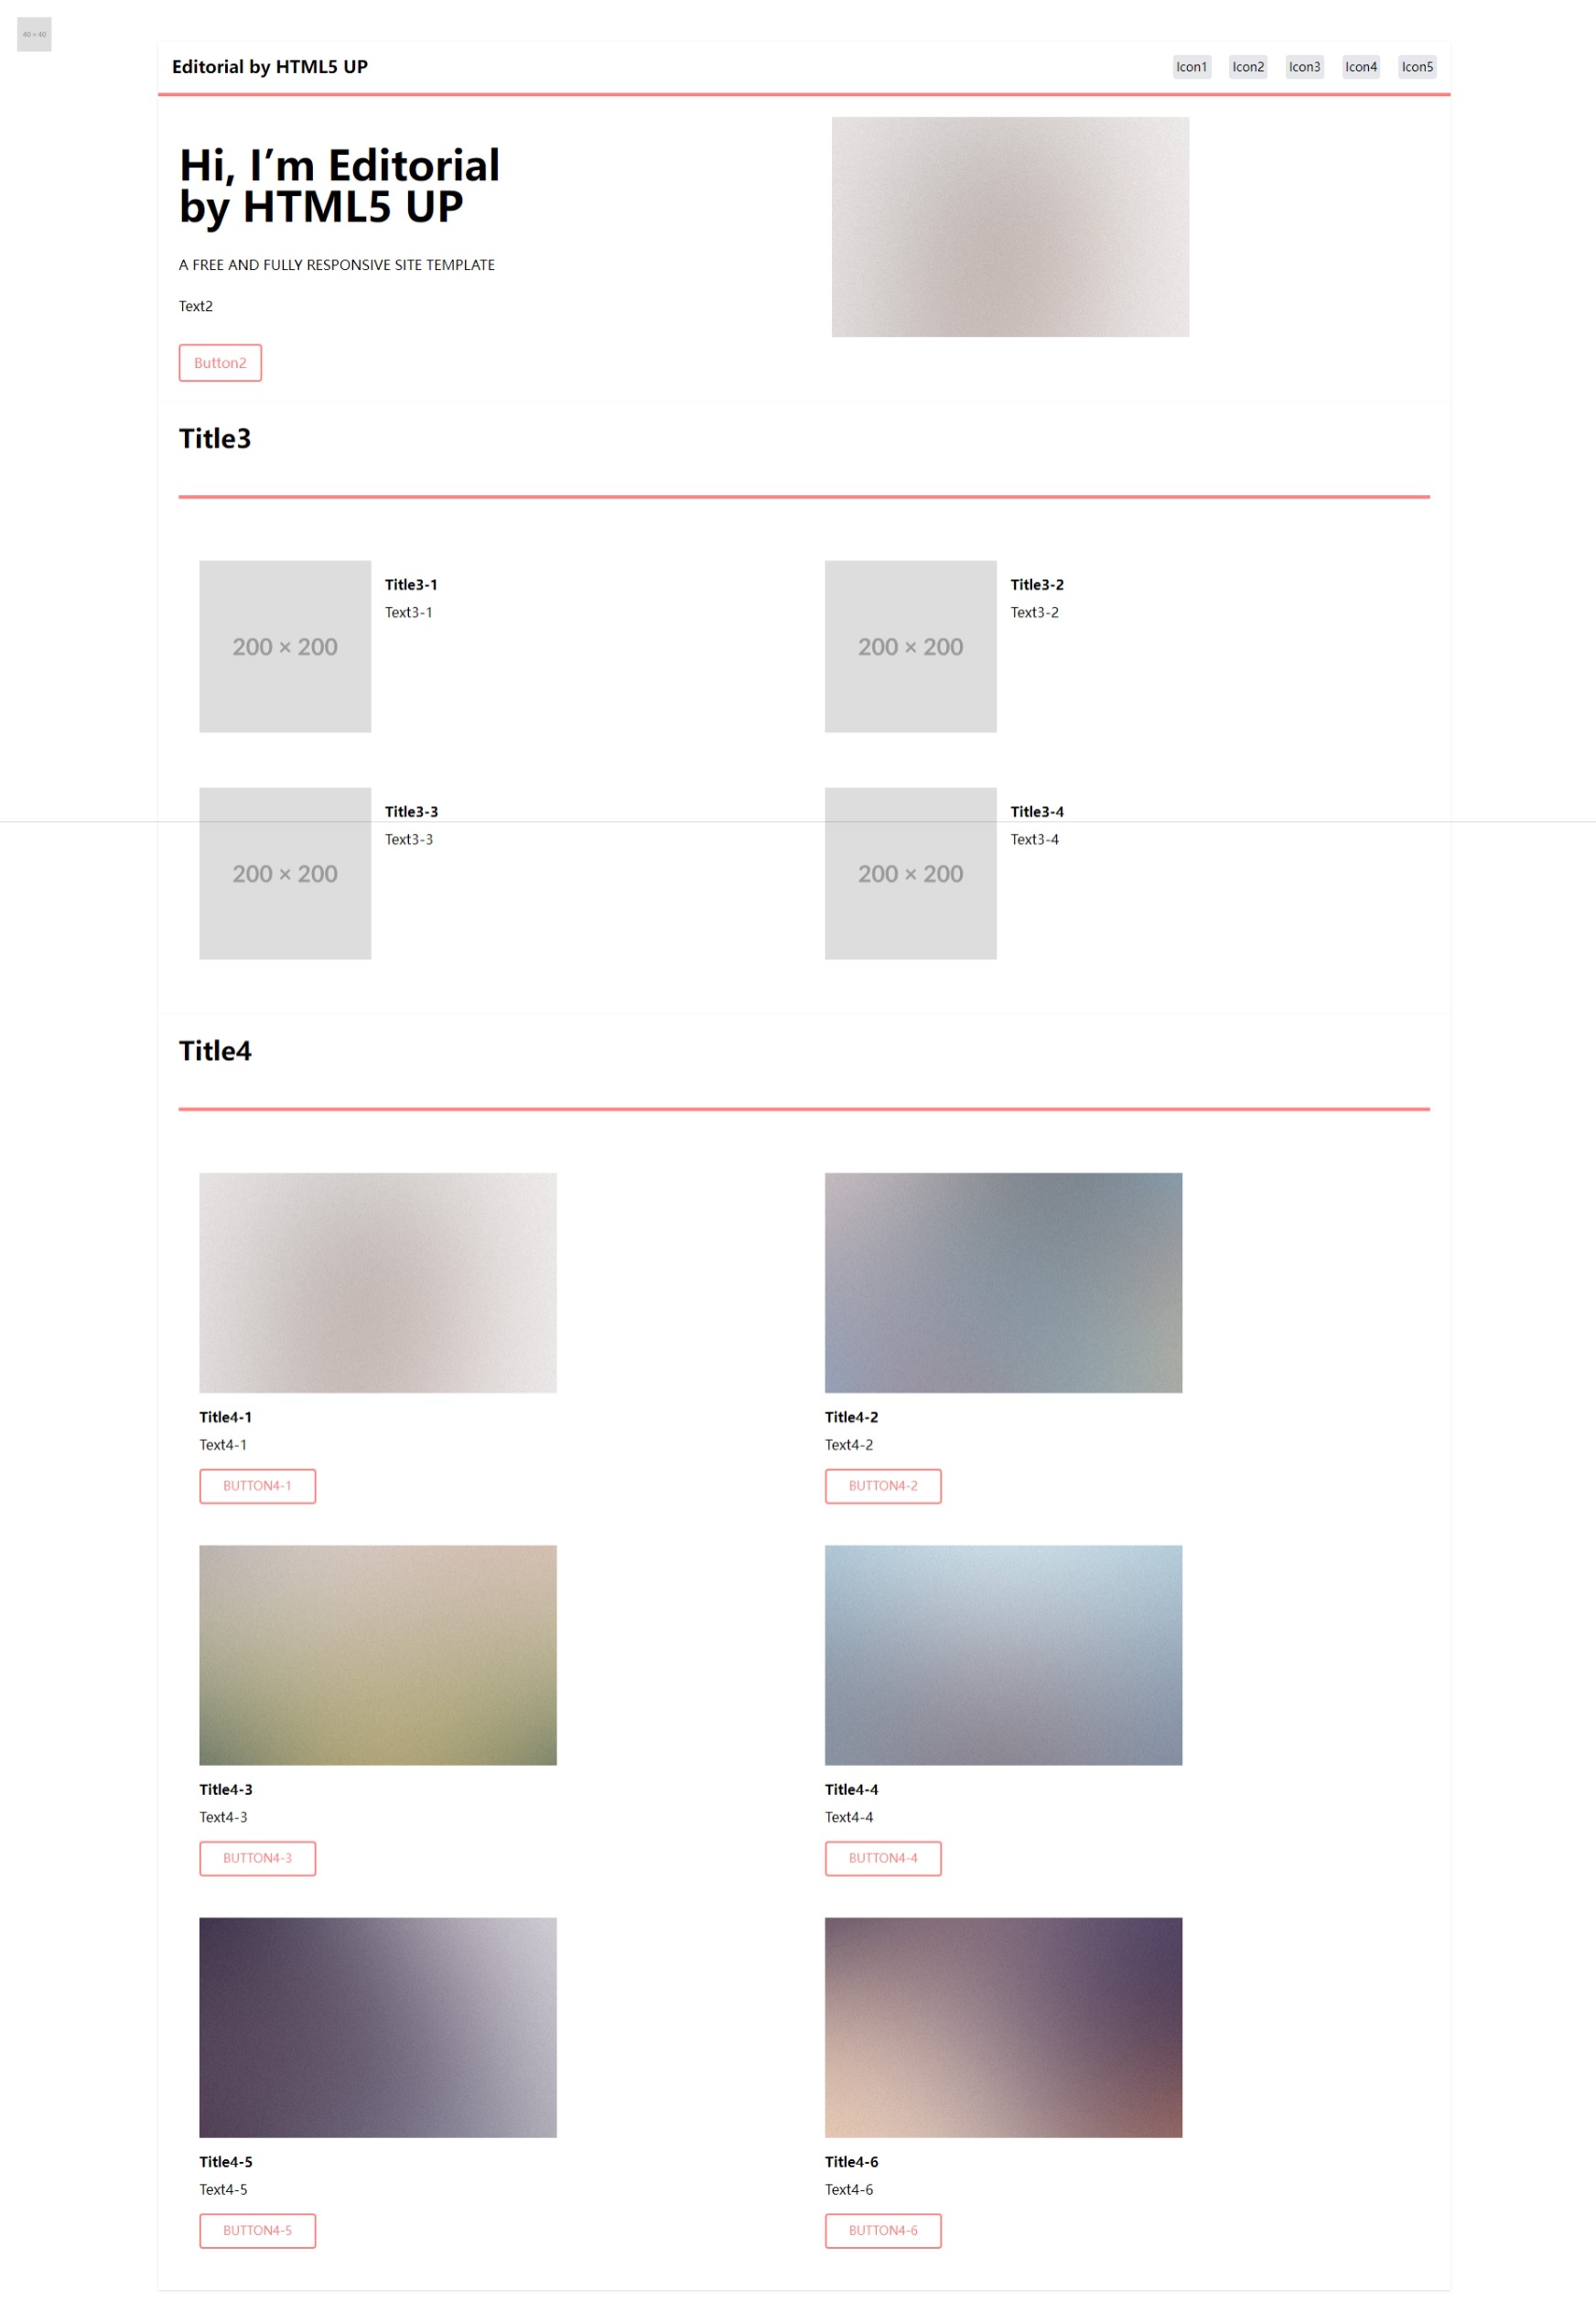 40 × 40
Editorial by HTML5 UP
Icon1 Icon2 Icon3 Icon4 Icon5
Hi, I’m Editorial
by HTML5 UP
A FREE AND FULLY RESPONSIVE SITE TEMPLATE
Text2
Button2
Title3
200 × 200
Title3-1
Text3-1
200 × 200
Title3-2
Text3-2
200 × 200
Title3-3
Text3-3
200 × 200
Title3-4
Text3-4
Title4
Title4-1
Text4-1
BUTTON4-1
Title4-2
Text4-2
BUTTON4-2
Title4-3
Text4-3
BUTTON4-3
Title4-4
Text4-4
BUTTON4-4
Title4-5
Text4-5
BUTTON4-5
Title4-6
Text4-6
BUTTON4-6